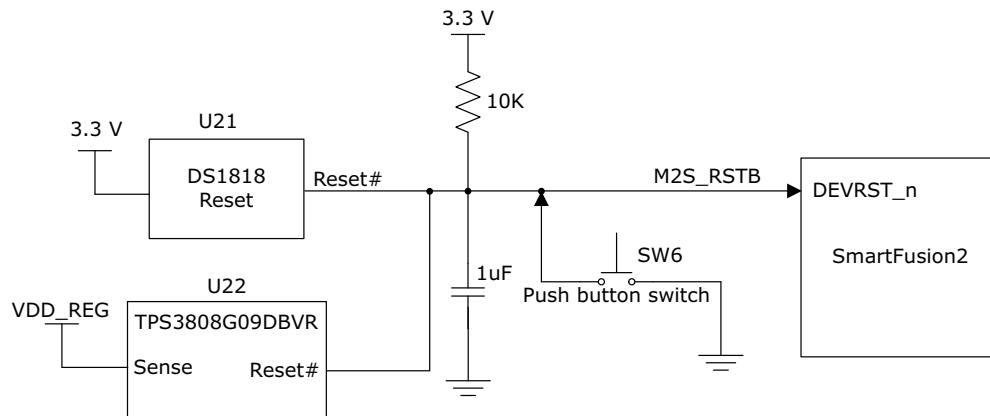 3.3 V
10K
U21
3.3 V
DS1818
Reset
Reset#
M2S_RSTB
DEVRST_n
SmartFusion2
SW6
Push button switch
1uF
U22
VDD_REG
TPS3808G09DBVR
Sense
Reset#